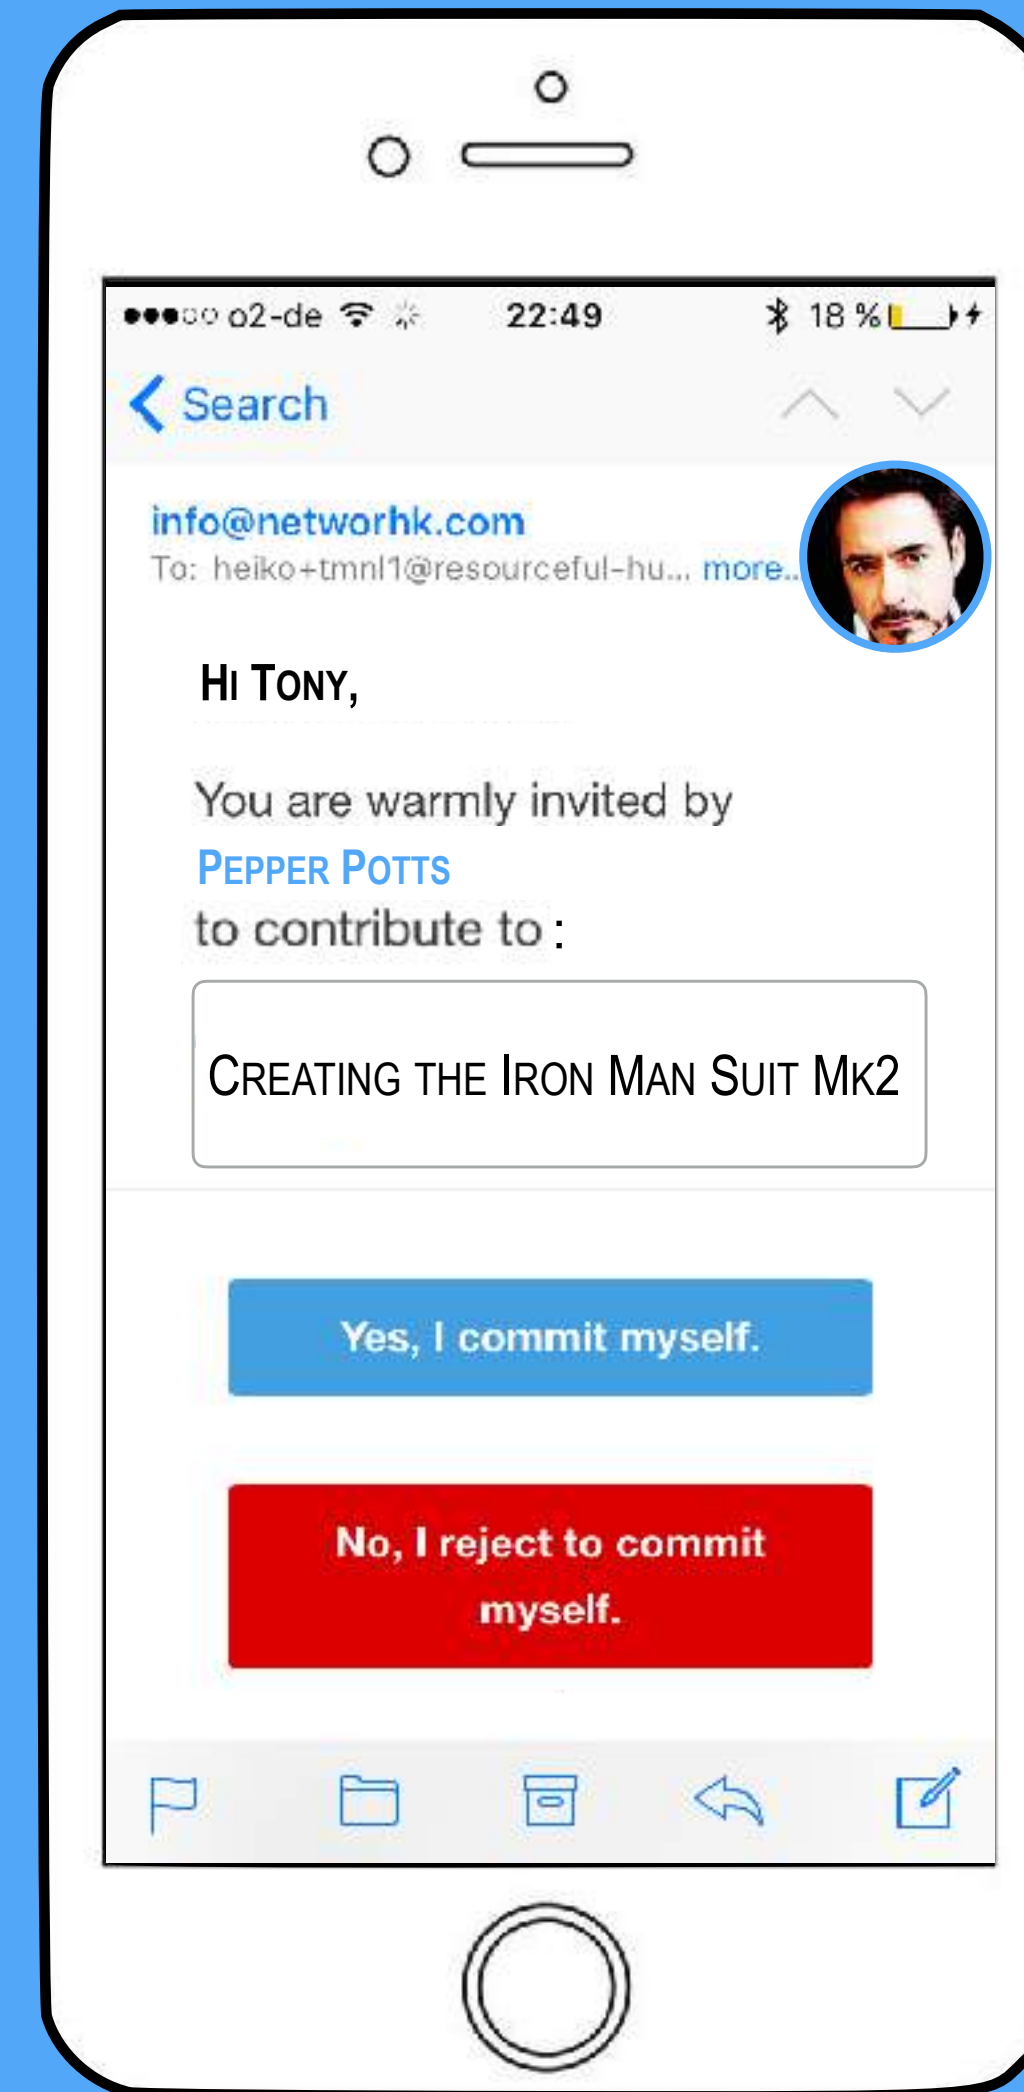 o2-de 22:49 18 %
Search
info@networhk.com
To: heiko+tmnl1@resourceful-hu... more..
HI TONY,
You are warmly invited by
PEPPER POTTS
to contribute to :
CREATING THE IRON MAN SUIT MK2
Yes, I commit myself.
No, I reject to commit
myself.